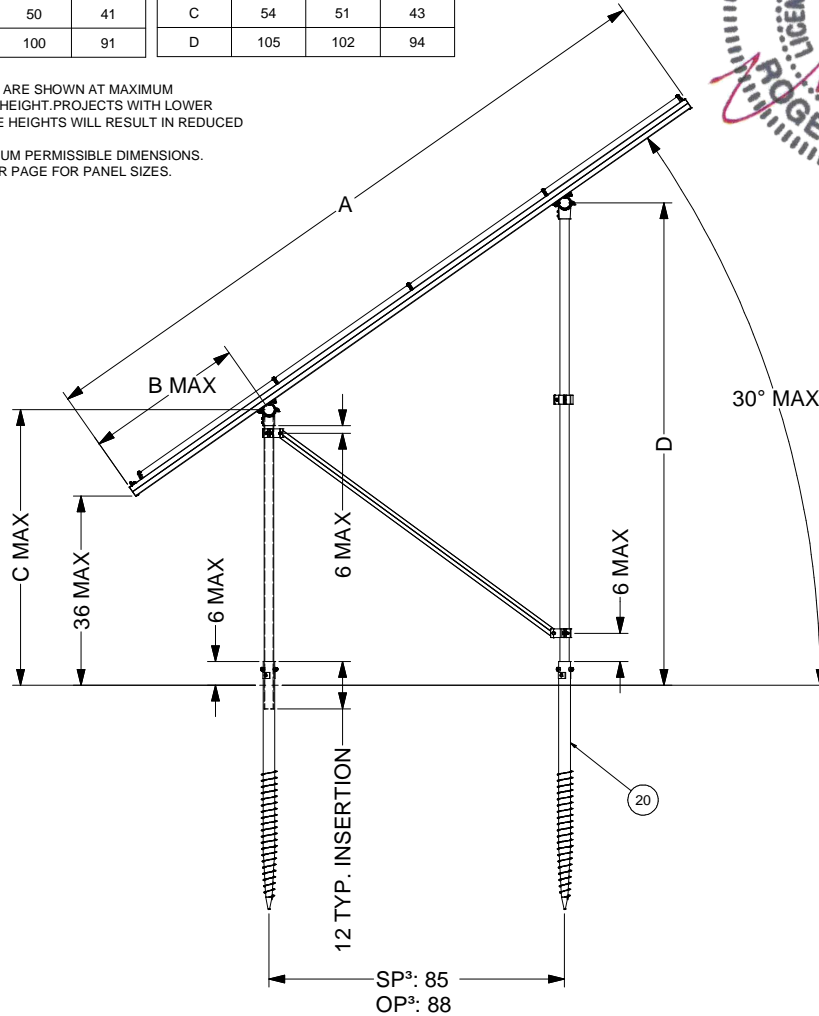 50 41
100 91
C 54 51 43
D 105 102 94
ARE SHOWN AT MAXIMUM
HEIGHT.PROJECTS WITH LOWER
HEIGHTS WILL RESULT IN REDUCED
PERMISSIBLE DIMENSIONS.
PAGE FOR PANEL SIZES.
A
B MAX
30° MAX
D
C MAX
36 MAX
6 MAX
6 MAX
6 MAX
12 TYP. INSERTION
20
SP³: 85
OP³: 88